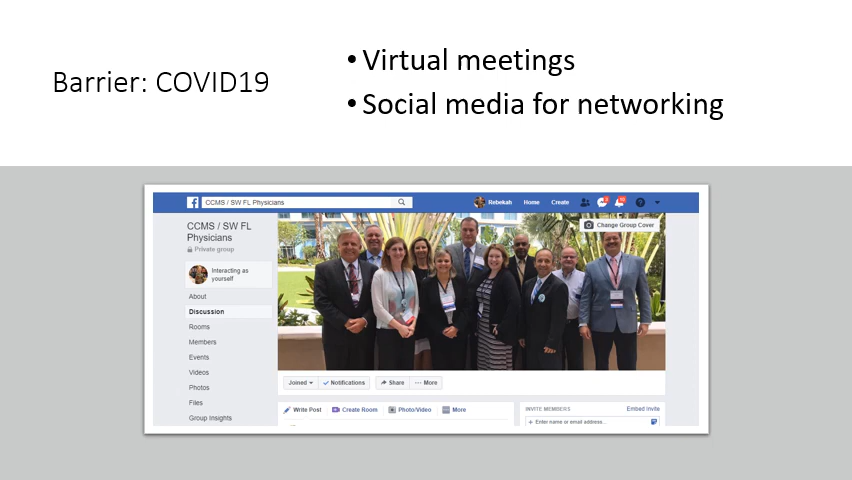 Barrier: COVID19
• Virtual meetings
• Social media for networking
f CCMS / SW FL Physicians
Rebekah Home Create
CCMS / SW FL
Physicians
Private group
Interacting as
yourself
About
Discussion
Rooms
Members
Events
Videos
Photos
Files
Group Insights
Change Group Cover
Joined Notifications Share ··· More
Write Post Create Room Photo/Video More
INVITE MEMBERS Embed Invite
+ Enter name or email address...